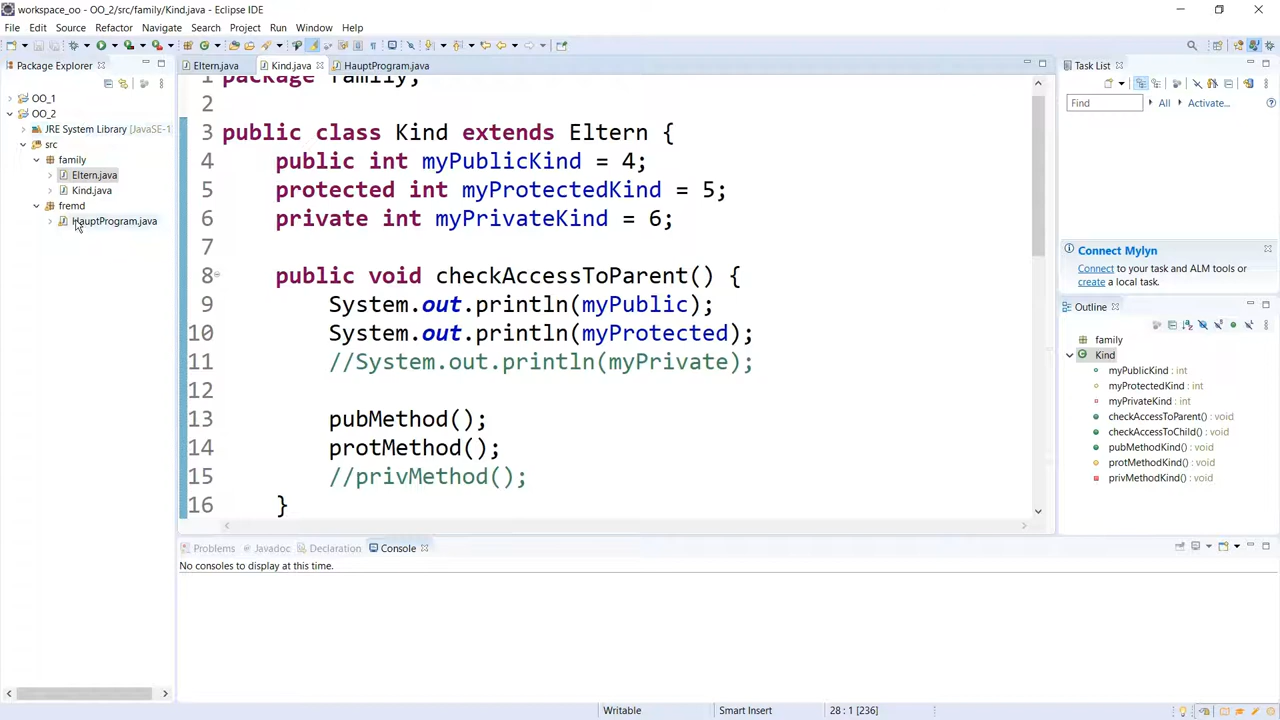 workspace_oo - OO_2/src/family/Kind.java - Eclipse IDE
File Edit Source Refactor Navigate Search Project Run Window Help
Package Explorer
OO_1
OO_2
JRE System Library [JavaSE-1
src
family
Eltern.java
Kind.java
fremd
HauptProgram.java
Eltern.java Kind.java HauptProgram.java
1 package family;
2
3 public class Kind extends Eltern {
4 public int myPublicKind = 4;
5 protected int myProtectedKind = 5;
6 private int myPrivateKind = 6;
7
8 public void checkAccessToParent() {
9 System.out.println(myPublic);
10 System.out.println(myProtected);
11 //System.out.println(myPrivate);
12
13 pubMethod();
14 protMethod();
15 //privMethod();
16 }
Task List
Find All Activate...
Connect Mylyn
Connect to your task and ALM tools or
create a local task.
Outline
family
Kind
myPublicKind : int
myProtectedKind : int
myPrivateKind : int
checkAccessToParent() : void
checkAccessToChild() : void
pubMethodKind() : void
protMethodKind() : void
privMethodKind() : void
Problems Javadoc Declaration Console
No consoles to display at this time.
Writable Smart Insert 28 : 1 [236]